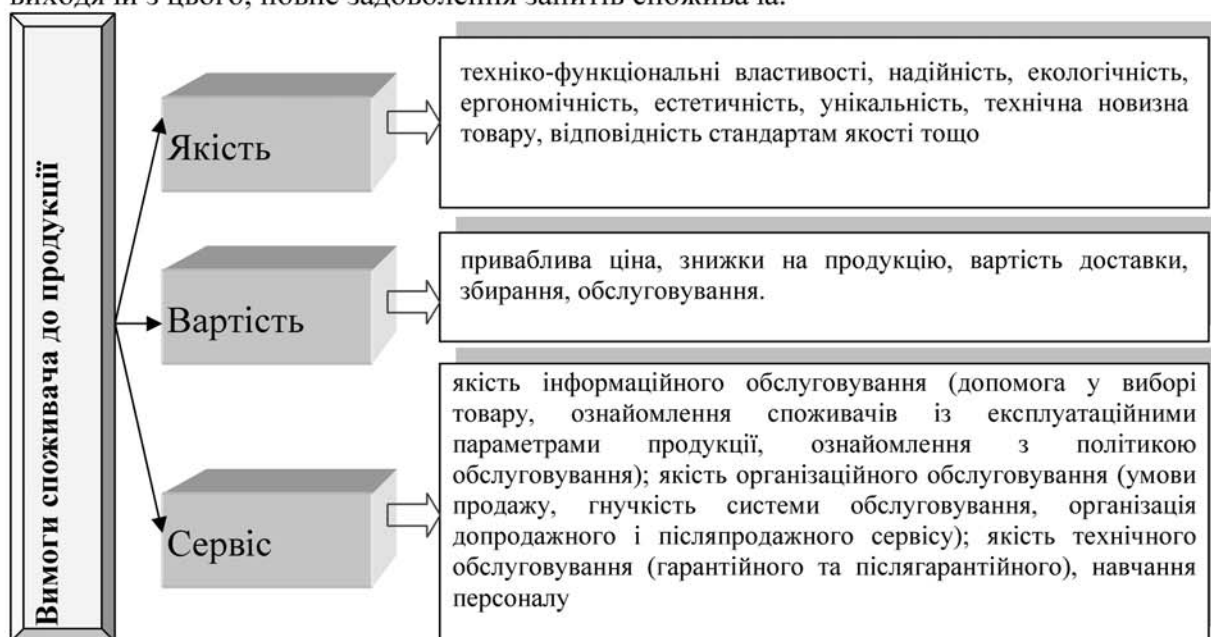 виходячи з цього, повне задоволення запитів споживача.
Вимоги споживача до продукції
Якість
техніко-функціональні властивості, надійність, екологічність,
ергономічність, естетичність, унікальність, технічна новизна
товару, відповідність стандартам якості тощо
Вартість
приваблива ціна, знижки на продукцію, вартість доставки,
збирання, обслуговування.
Сервіс
якість інформаційного обслуговування (допомога у виборі
товару, ознайомлення споживачів із експлуатаційними
параметрами продукції, ознайомлення з політикою
обслуговування); якість організаційного обслуговування (умови
продажу, гнучкість системи обслуговування, організація
допродажного і післяпродажного сервісу); якість технічного
обслуговування (гарантійного та післягарантійного), навчання
персоналу